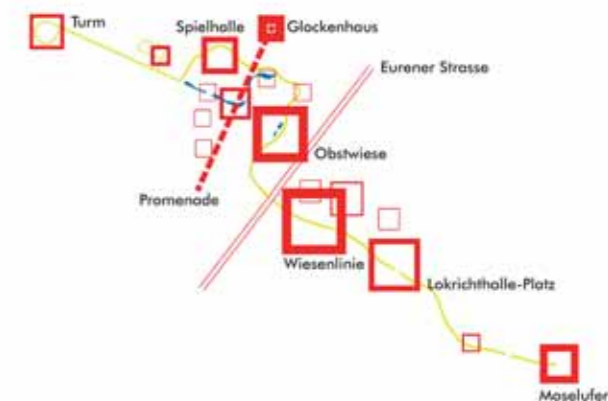 Turm
Spielhalle
Glockenhaus
Eurener Strasse
Obstwiese
Promenade
Wiesenlinie
Lokrichthalle-Platz
Moselufer